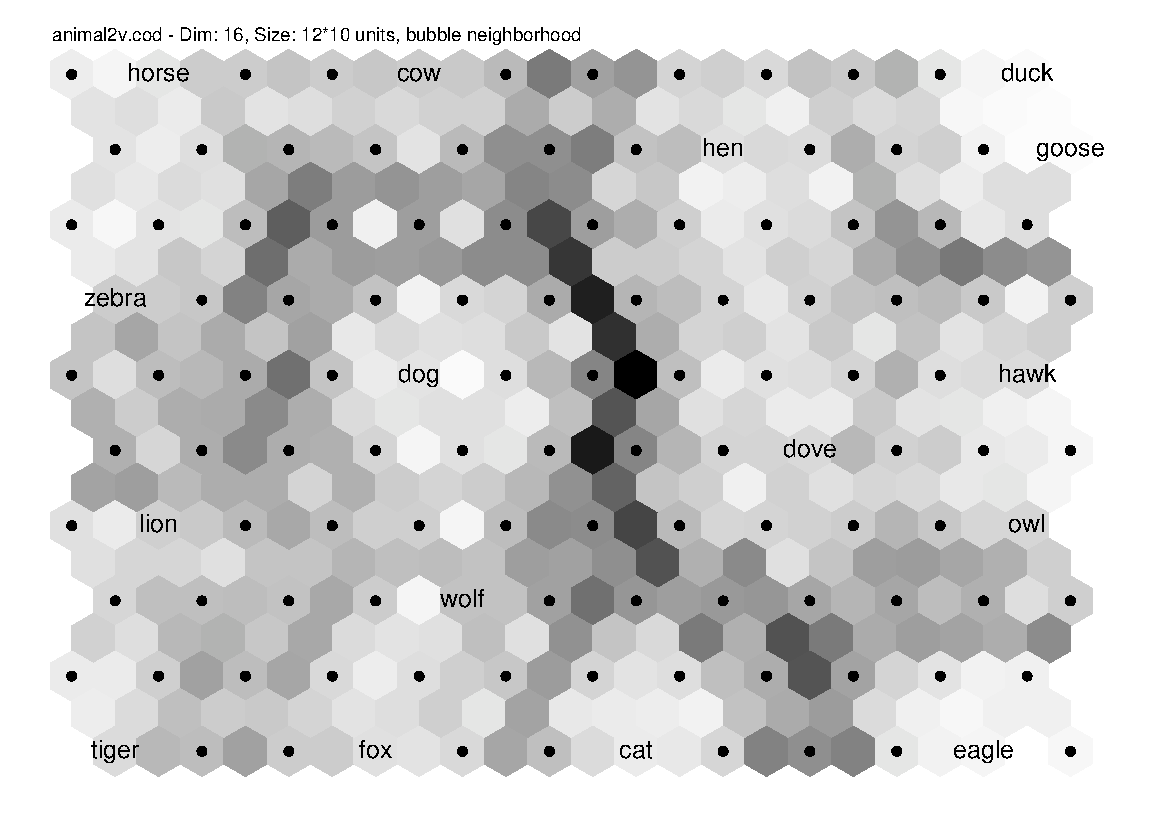 animal2v.cod - Dim: 16, Size: 12*10 units, bubble neighborhood
horse cow duck
hen goose
zebra
dog hawk
dove
lion owl
wolf
tiger fox cat eagle